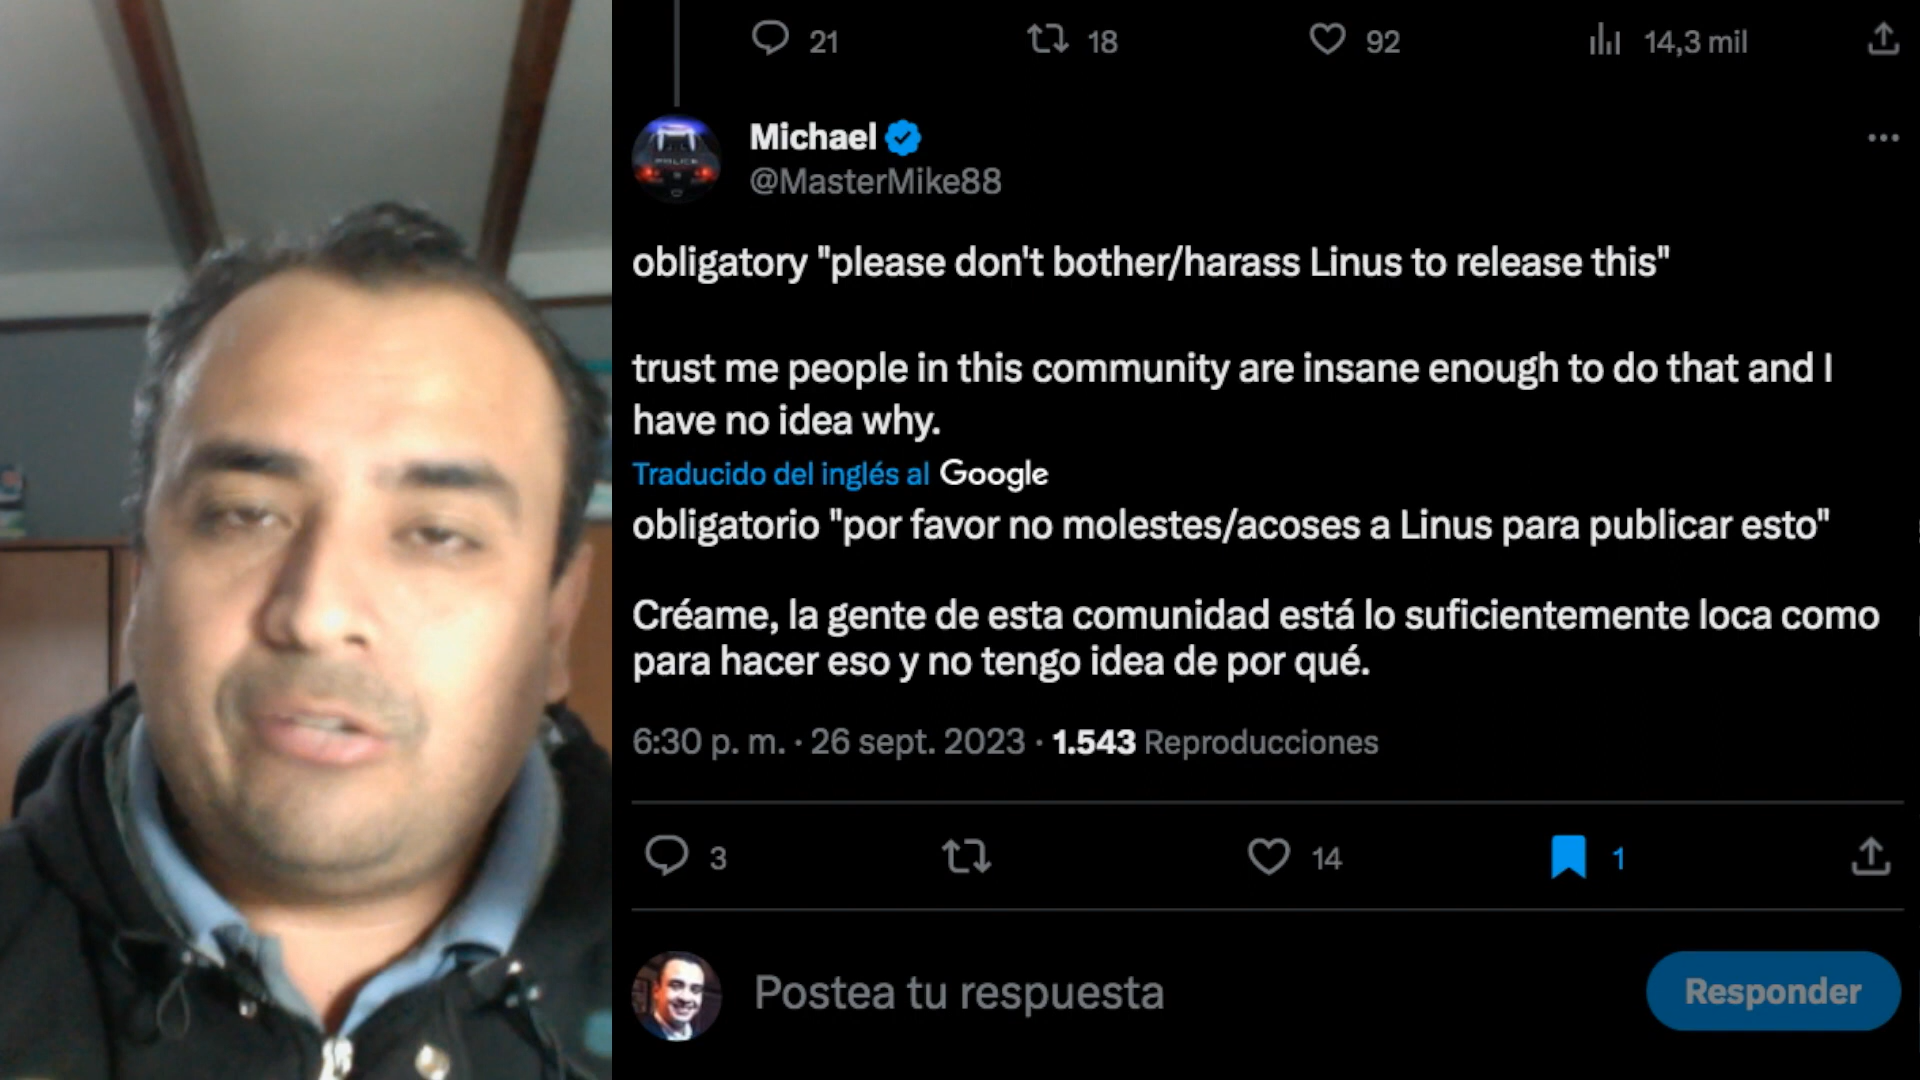 21 18 92 14,3 mil
Michael
@MasterMike88
obligatory "please don't bother/harass Linus to release this"
trust me people in this community are insane enough to do that and I
have no idea why.
Traducido del inglés al Google
obligatorio "por favor no molestes/acoses a Linus para publicar esto"
Créame, la gente de esta comunidad está lo suficientemente loca como
para hacer eso y no tengo idea de por qué.
6:30 p. m. · 26 sept. 2023 · 1.543 Reproducciones
3 14 1
Postea tu respuesta Responder